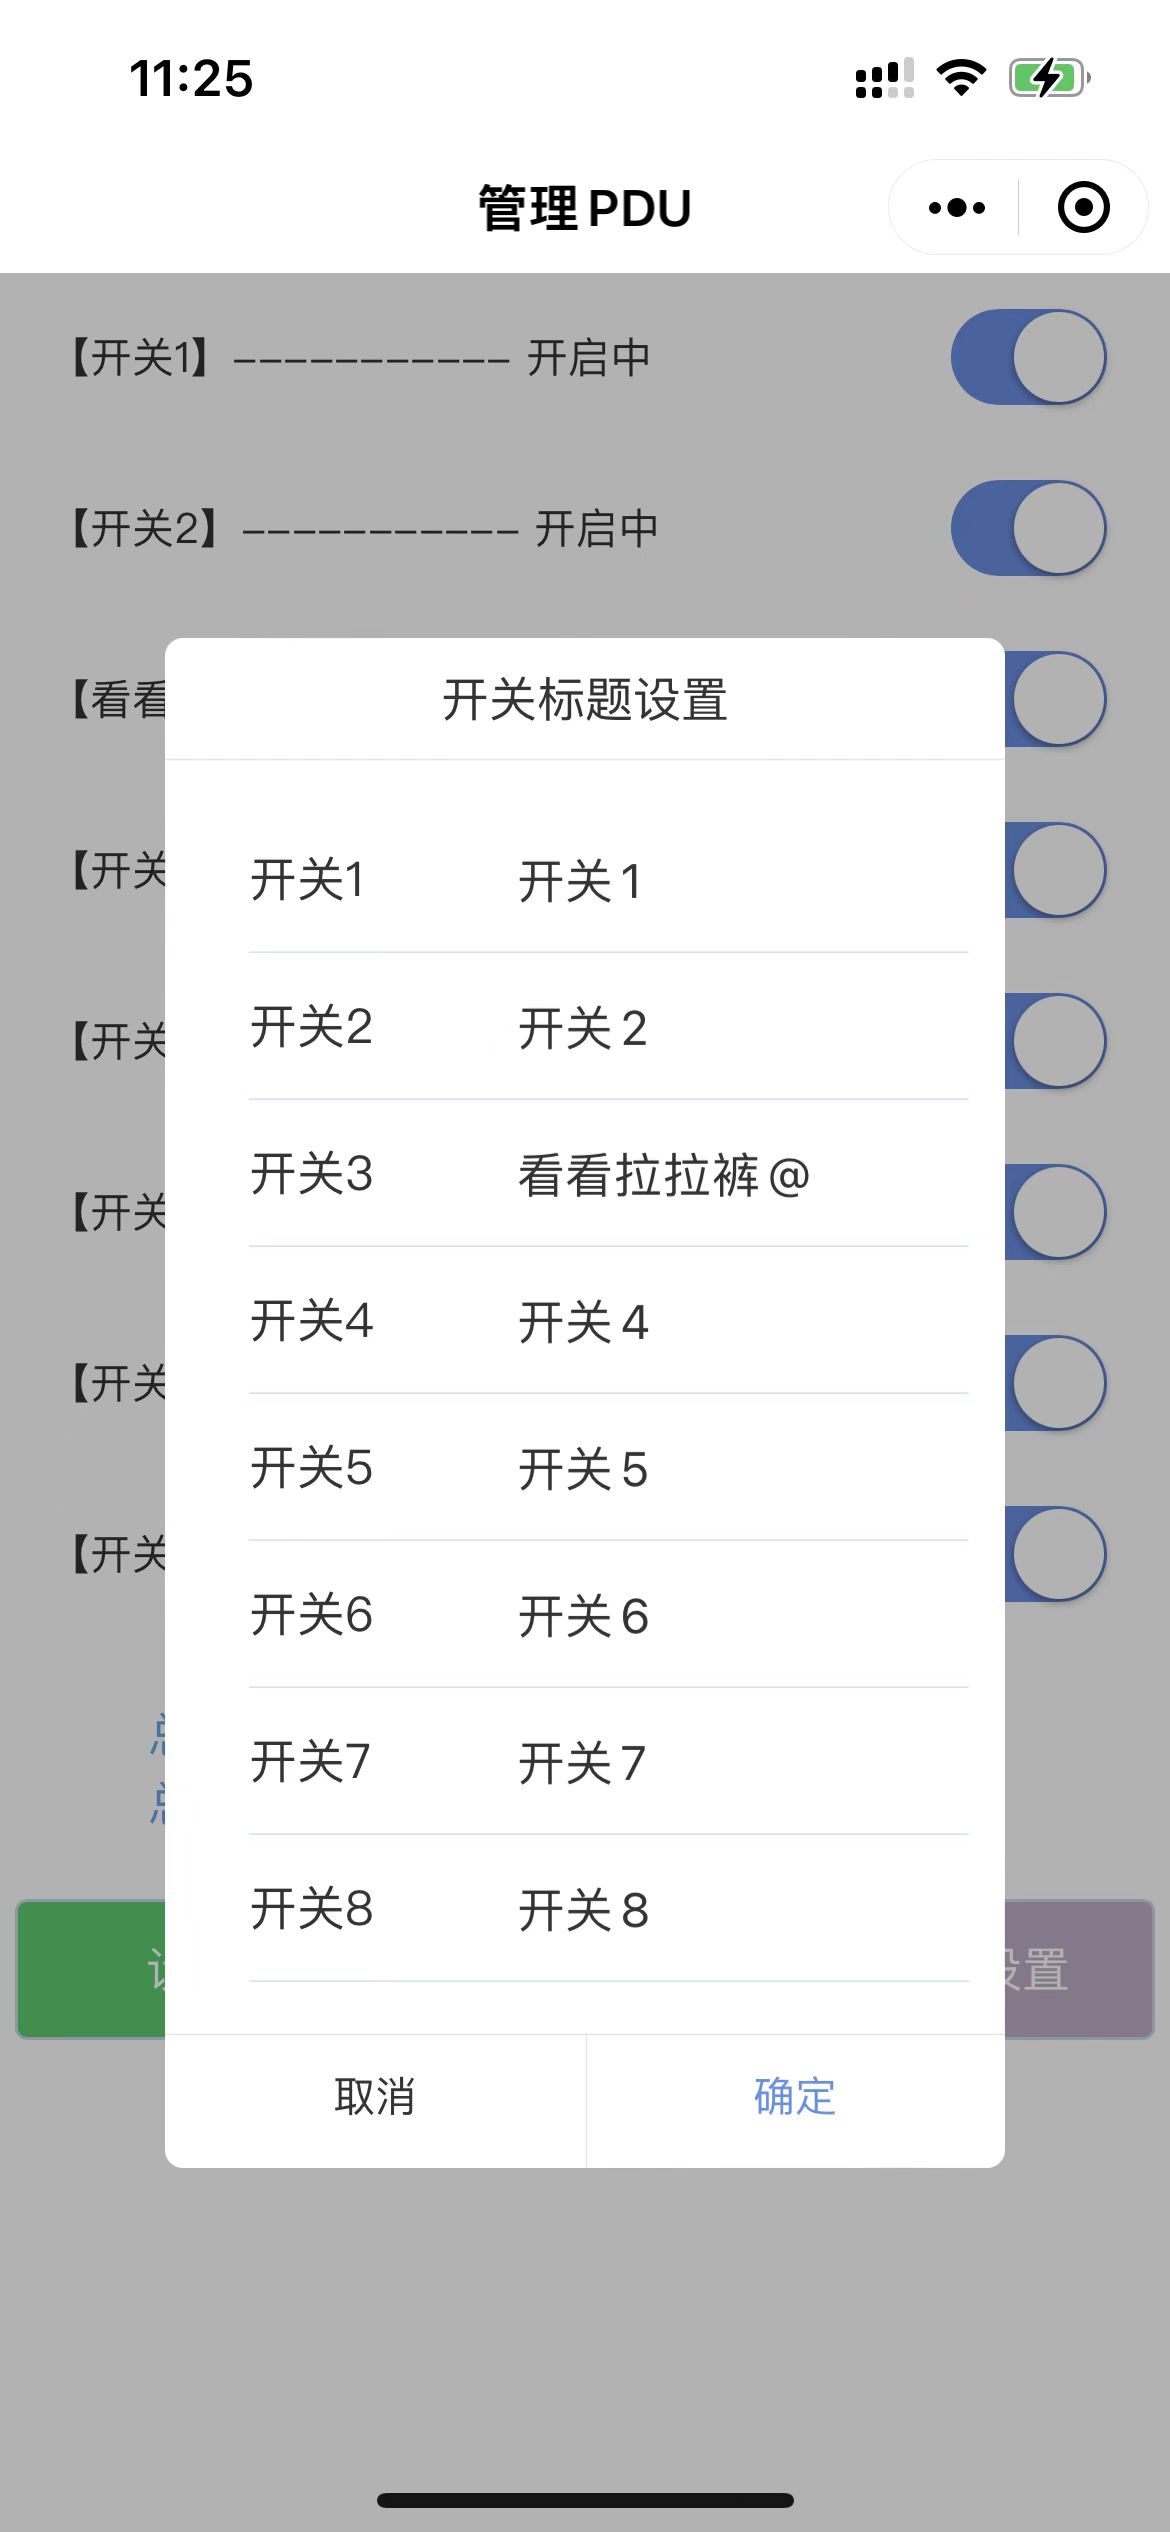 11:25
管理 PDU
【开关1】----------- 开启中
【开关2】----------- 开启中
【看看
开关标题设置
开关1 开关 1
【开关
开关2 开关 2
【开关
开关3 看看拉拉裤 @
【开关
开关4 开关 4
【开关
开关5 开关 5
【开关
开关6 开关 6
开关7 开关 7
开关8 开关 8
设置
取消 确定